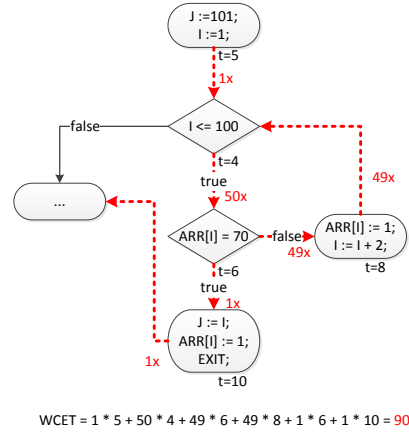 J :=101;
I :=1;
t=5
1x
I <= 100
false
t=4
true
50x
49x
...
ARR[I] = 70
false
49x
ARR[I] := 1;
I := I + 2;
t=8
t=6
true
1x
J := I;
ARR[I] := 1;
EXIT;
1x
t=10
WCET = 1 * 5 + 50 * 4 + 49 * 6 + 49 * 8 + 1 * 6 + 1 * 10 = 90